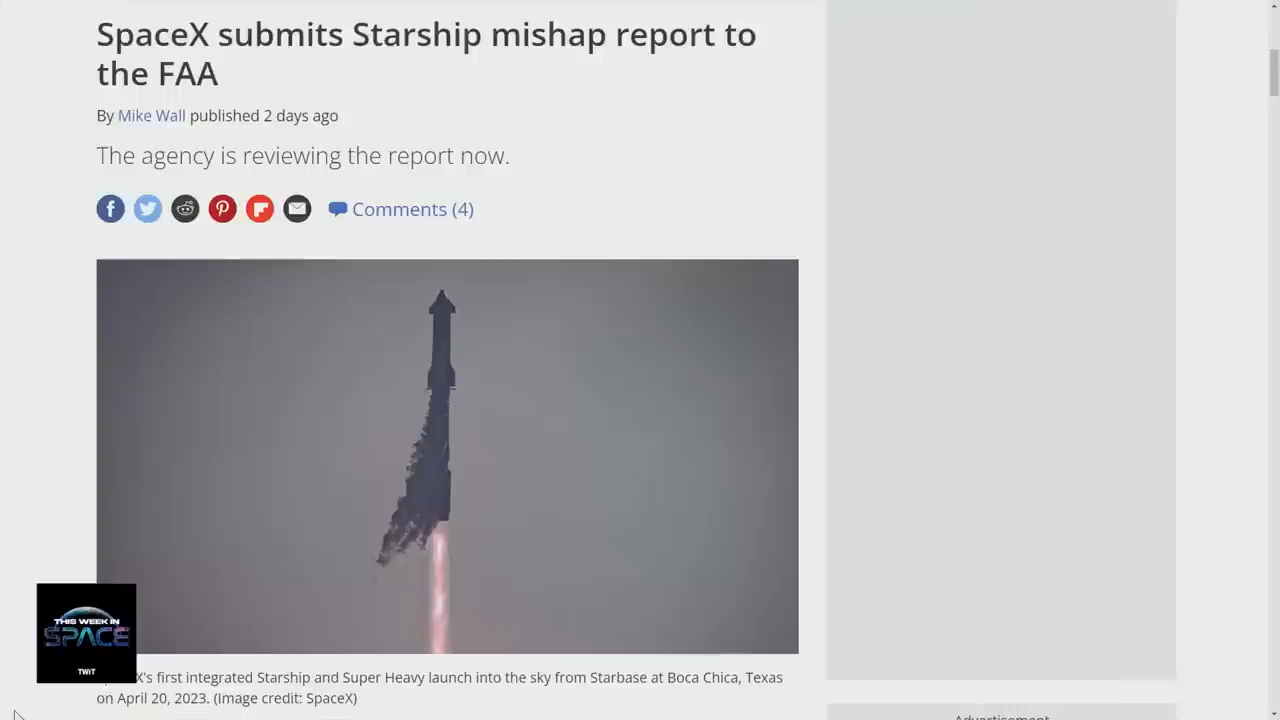 SpaceX submits Starship mishap report to
the FAA
By Mike Wall published 2 days ago
The agency is reviewing the report now.
Comments (4)
THIS WEEK IN
SPACE
TWiT
X's first integrated Starship and Super Heavy launch into the sky from Starbase at Boca Chica, Texas
on April 20, 2023. (Image credit: SpaceX)
Advertisement